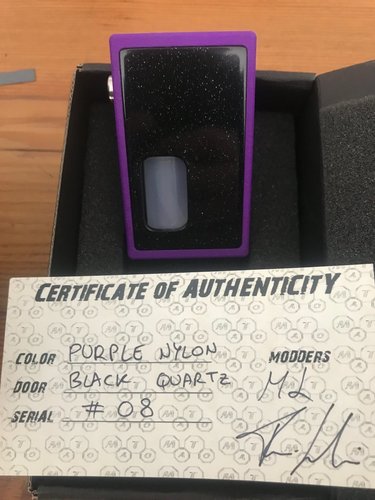 CERTIFICATE OF AUTHENTICITY
COLOR PURPLE NYLON MODDERS
DOOR BLACK QUARTZ ML
SERIAL # 08